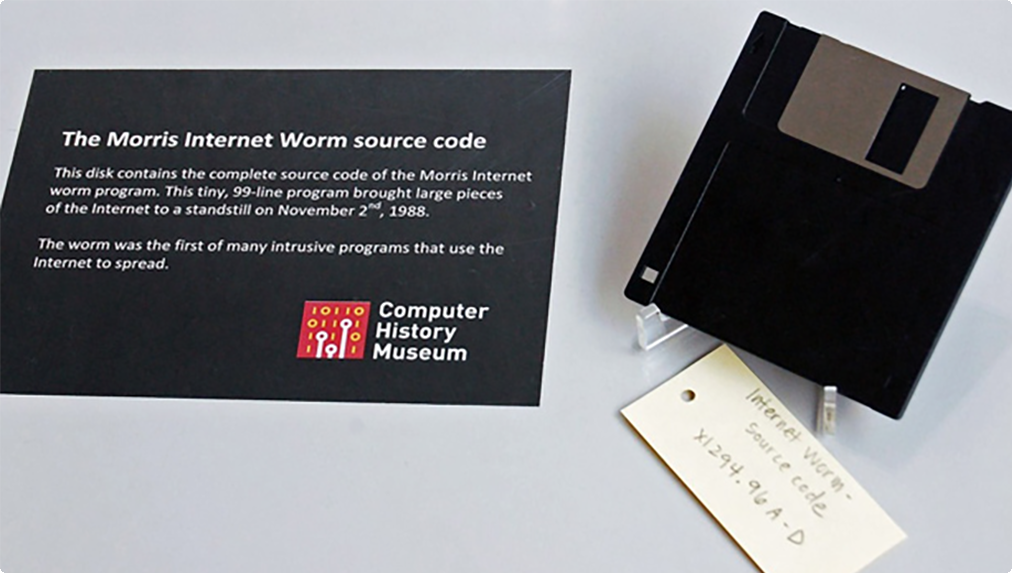 The Morris Internet Worm source code
This disk contains the complete source code of the Morris Internet
worm program. This tiny, 99-line program brought large pieces
of the Internet to a standstill on November 2nd, 1988.
The worm was the first of many intrusive programs that use the
Internet to spread.
10110
01110
Computer
History
Museum
Internet Worm-
source code
X1294.96 A-D